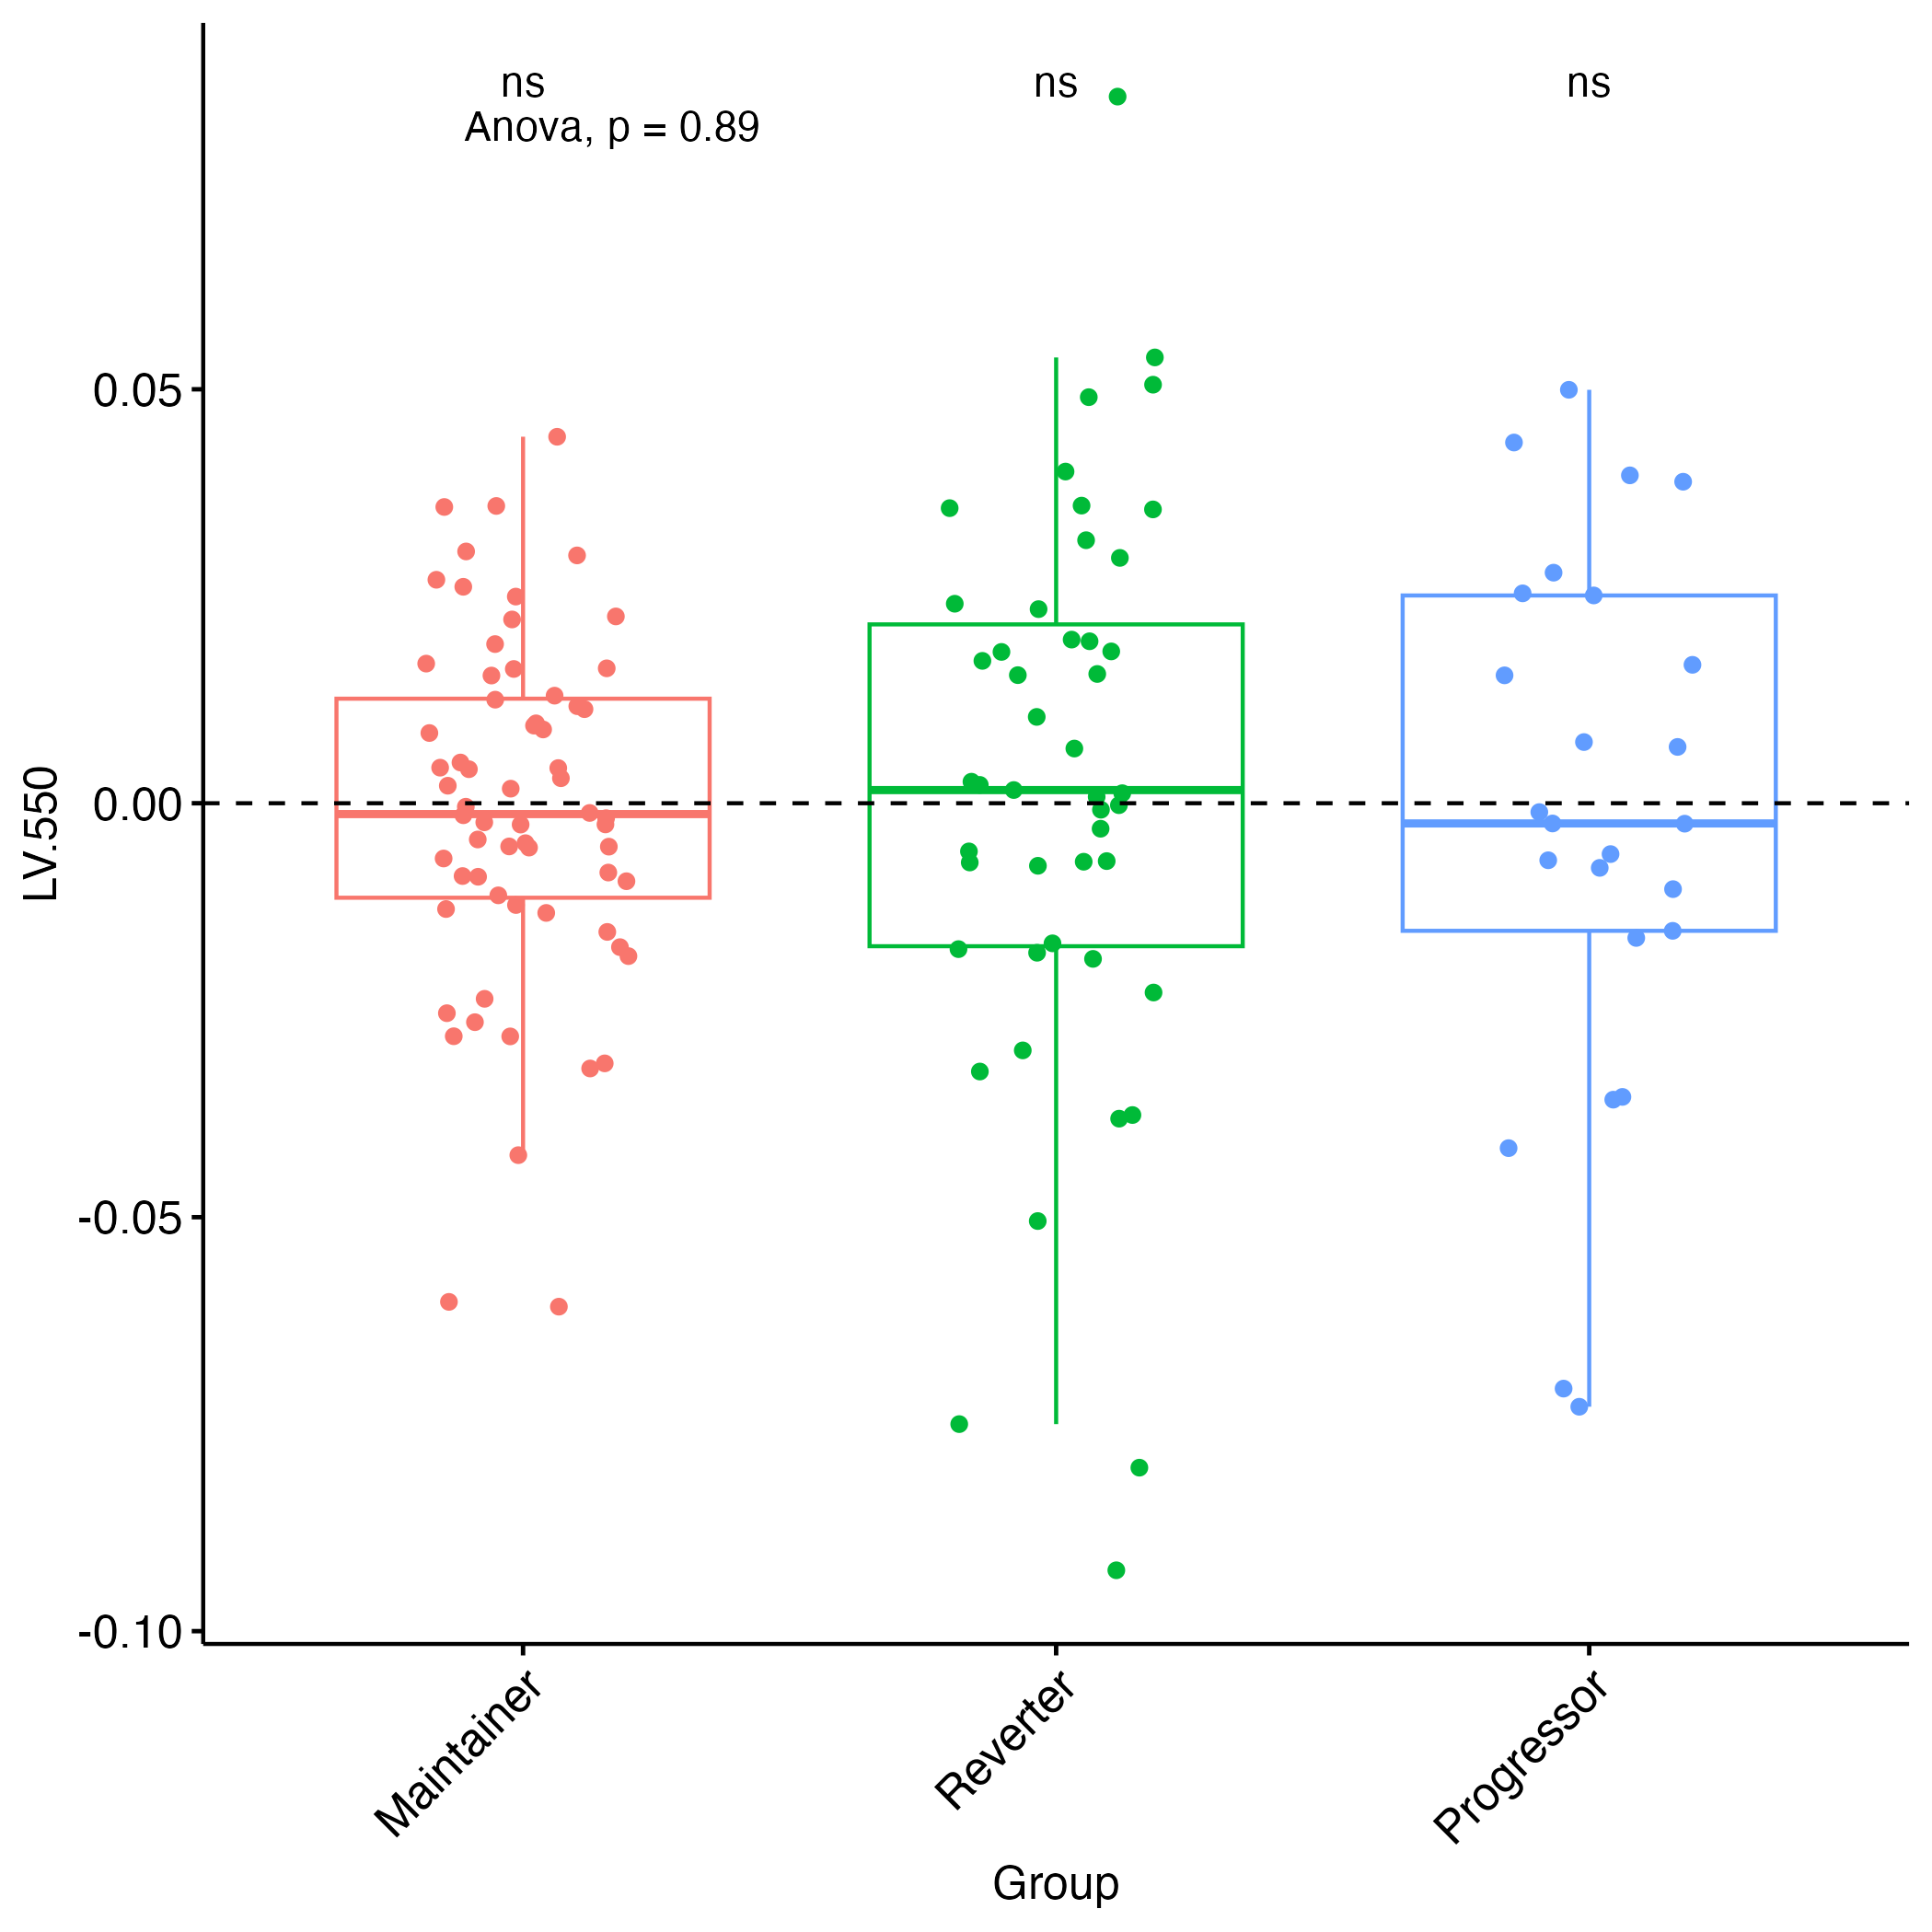 ns ns ns
Anova, p = 0.89
0.05
0.00
-0.05
-0.10
LV.550
Maintainer
Reverter
Progressor
Group